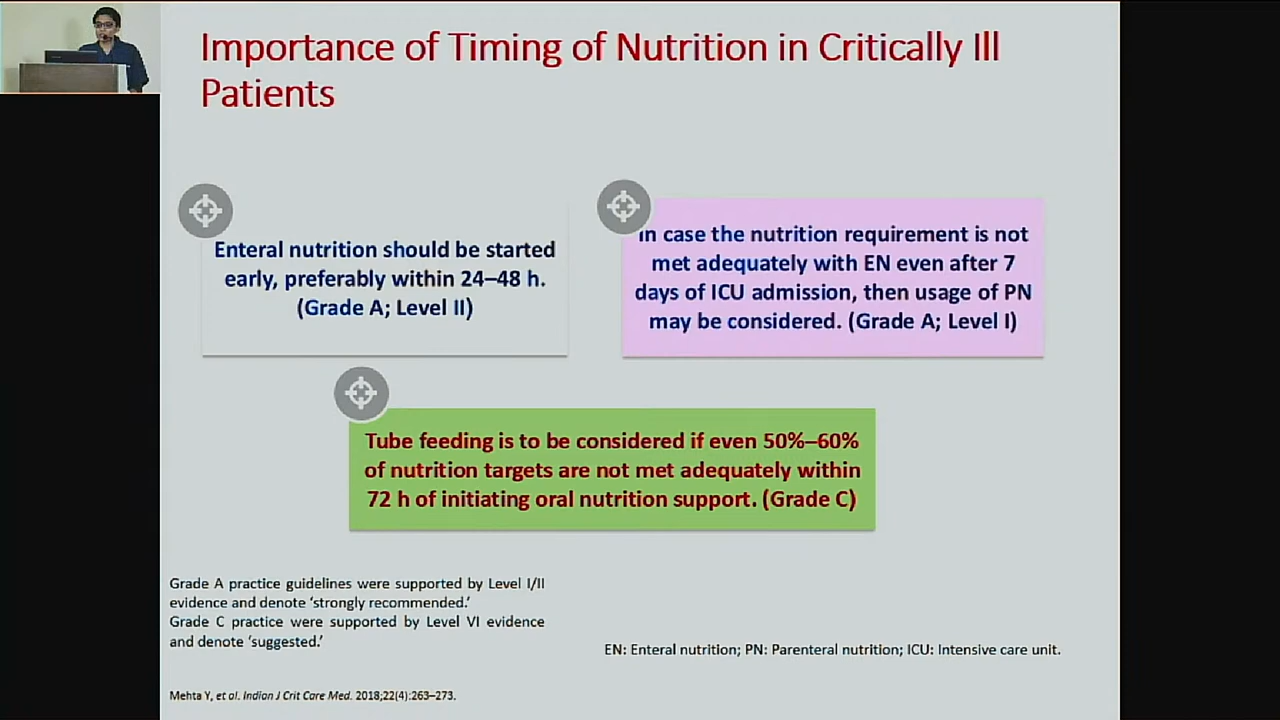 Importance of Timing of Nutrition in Critically Ill
Patients
Enteral nutrition should be started
early, preferably within 24–48 h.
(Grade A; Level II)
In case the nutrition requirement is not
met adequately with EN even after 7
days of ICU admission, then usage of PN
may be considered. (Grade A; Level I)
Tube feeding is to be considered if even 50%–60%
of nutrition targets are not met adequately within
72 h of initiating oral nutrition support. (Grade C)
Grade A practice guidelines were supported by Level I/II
evidence and denote ‘strongly recommended.’
Grade C practice were supported by Level VI evidence
and denote ‘suggested.’
EN: Enteral nutrition; PN: Parenteral nutrition; ICU: Intensive care unit.
Mehta Y, et al. Indian J Crit Care Med. 2018;22(4):263–273.